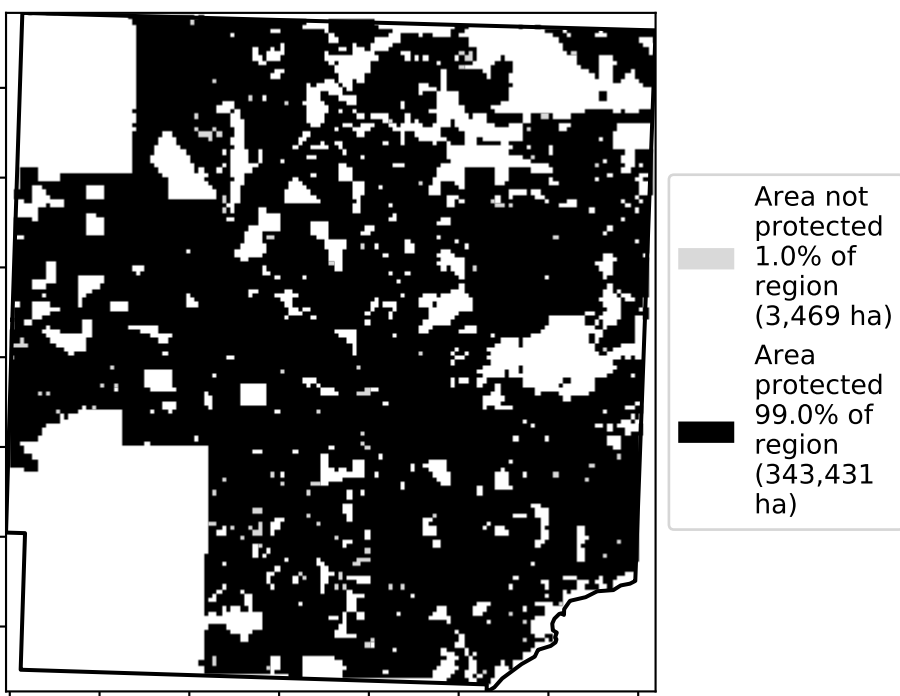 Area not
protected
1.0% of
region
(3,469 ha)
Area
protected
99.0% of
region
(343,431
ha)